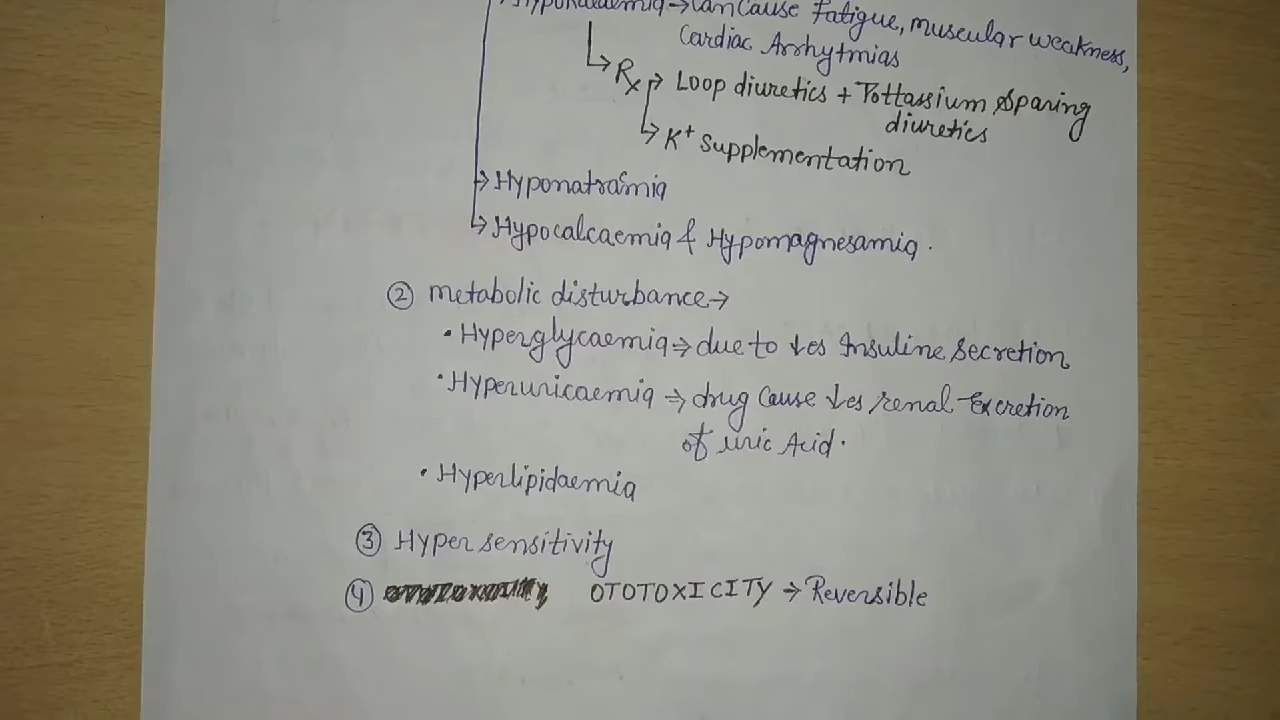 Hypokalaemia → Can Cause Fatigue, muscular weakness,
Cardiac Arrhytmias
Rx → Loop diuretics + Pottassium Sparing
diuretics
→ K+ Supplementation
→ Hyponatraemia
→ Hypocalcaemia & Hypomagnesamia.
② metabolic disturbance →
• Hyperglycaemia ⇒ due to ↓es Insuline secretion
• Hyperuricaemia ⇒ drug Cause ↓es renal Excretion
of uric Acid.
• Hyperlipidaemia
③ Hyper sensitivity
④ OTOTOXICITY → Reversible